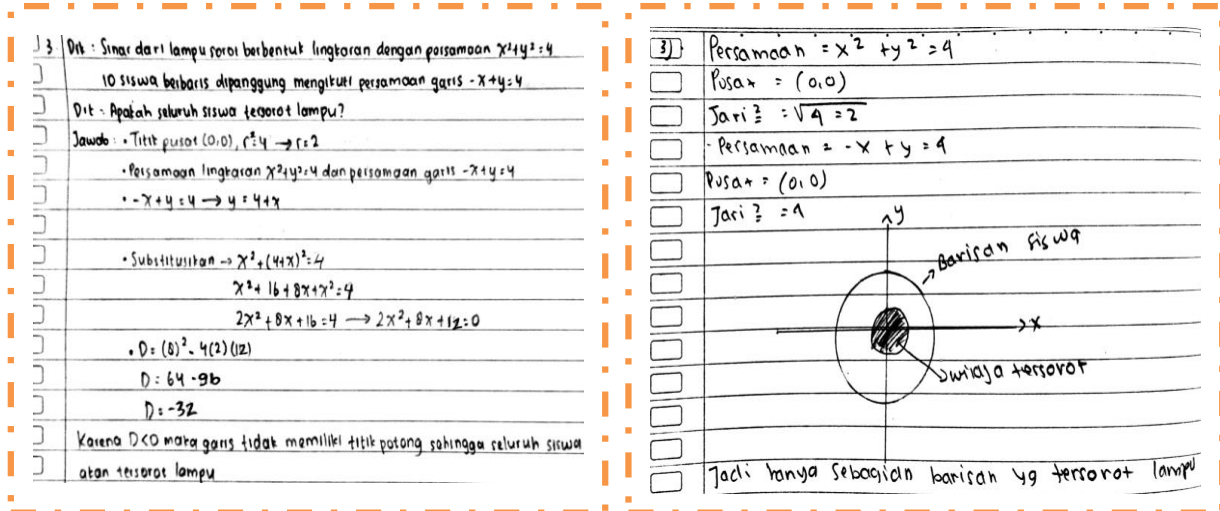 3. Dik : Sinar dari lampu sorot berbentuk lingkaran dengan persamaan x²+y²=4
10 siswa berbaris dipanggung mengikuti persamaan garis -x+y=4
Dit : Apakah seluruh siswa tesorot lampu?
Jawab : • Titik pusat (0,0), r²=4 → r=2
• Persamaan lingkaran x²+y²=4 dan persamaan garis -x+y=4
• -x+y=4 → y=4+x
• Substitusikan → x²+(4+x)²=4
x²+16+8x+x²=4
2x²+8x+16=4 → 2x²+8x+12=0
• D=(8)²-4(2)(12)
D=64-96
D=-32
Karena D<0 maka garis tidak memiliki titik potong sehingga seluruh siswa
akan tersorot lampu
3) Persamaan = x² + y² = 4
Pusat = (0,0)
Jari² = √4 = 2
- Persamaan = -x + y = 4
Pusat = (0,0)
Jari² = 4
y
→ Barisan siswa
x
tersorot
Jadi hanya sebagian barisan yg tersorot lampu